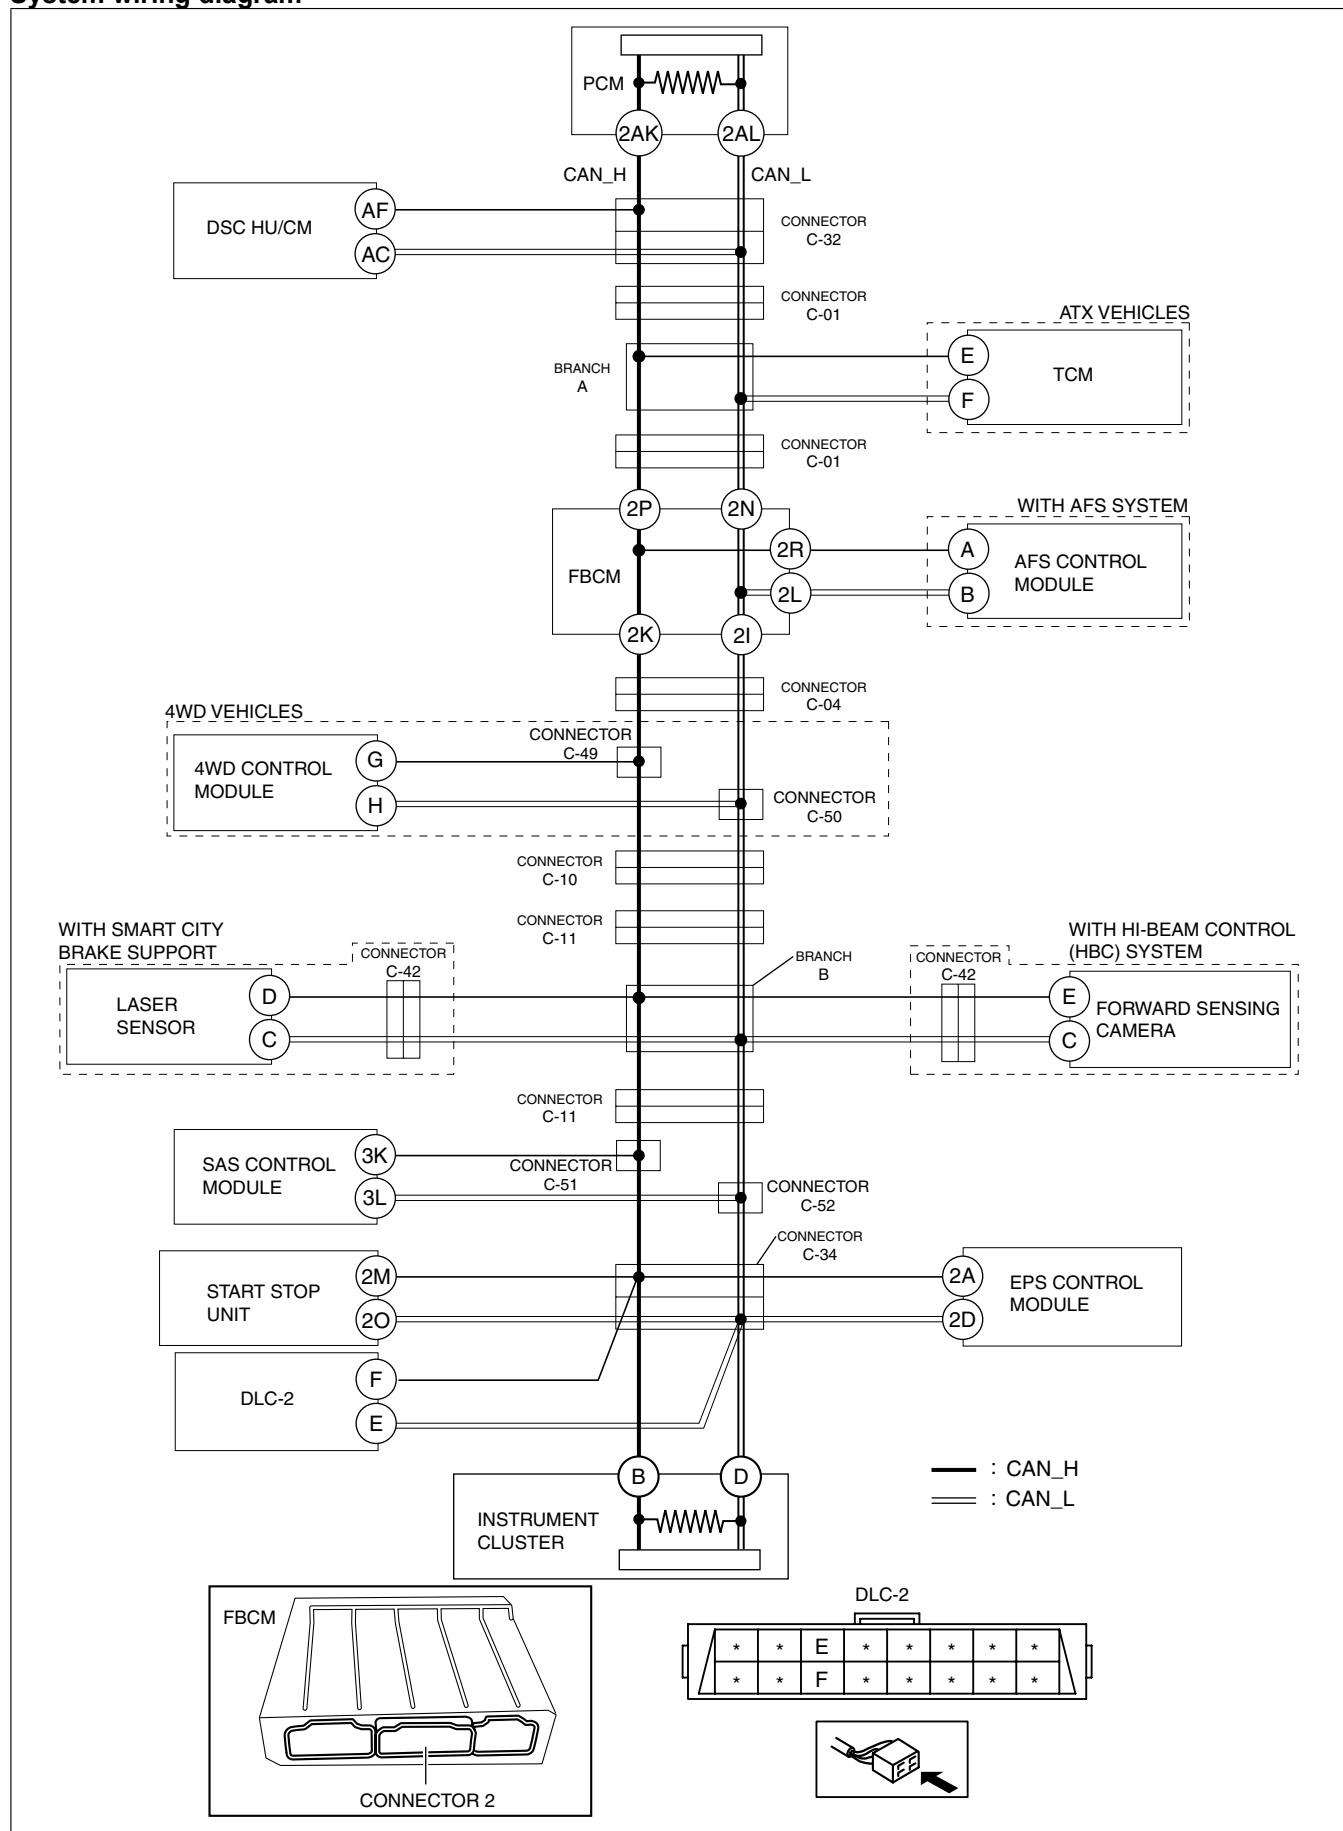 System wiring diagram
PCM
2AK
2AL
CAN_H
CAN_L
DSC HU/CM
AF
AC
CONNECTOR
C-32
CONNECTOR
C-01
ATX VEHICLES
BRANCH
A
E
F
TCM
CONNECTOR
C-01
2P
2N
WITH AFS SYSTEM
FBCM
2R
2L
A
B
AFS CONTROL
MODULE
2K
2I
CONNECTOR
C-04
4WD VEHICLES
4WD CONTROL
MODULE
G
H
CONNECTOR
C-49
CONNECTOR
C-50
CONNECTOR
C-10
CONNECTOR
C-11
WITH SMART CITY
BRAKE SUPPORT
CONNECTOR
C-42
LASER
SENSOR
D
C
BRANCH
B
WITH HI-BEAM CONTROL
(HBC) SYSTEM
CONNECTOR
C-42
E
C
FORWARD SENSING
CAMERA
CONNECTOR
C-11
SAS CONTROL
MODULE
3K
3L
CONNECTOR
C-51
CONNECTOR
C-52
CONNECTOR
C-34
START STOP
UNIT
2M
2O
2A
2D
EPS CONTROL
MODULE
DLC-2
F
E
B
D
INSTRUMENT
CLUSTER
: CAN_H
: CAN_L
FBCM
CONNECTOR 2
DLC-2
* * E * * * * *
* * F * * * * *